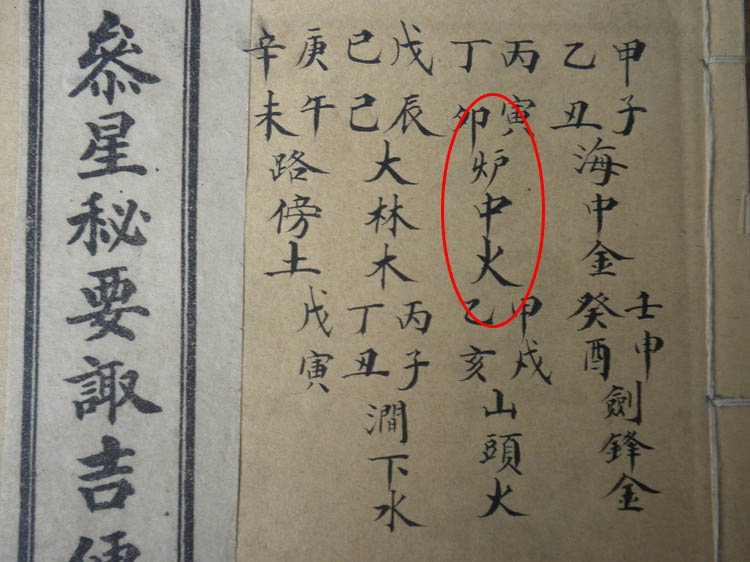 甲子
乙丑
海中金
壬申
癸酉
劍鋒金
丙寅
丁卯
炉中火
甲戌
乙亥
山頭火
戊辰
己巳
大林木
丙子
丁丑
澗下水
庚午
辛未
路傍土
戊寅
叅星秘要諏吉